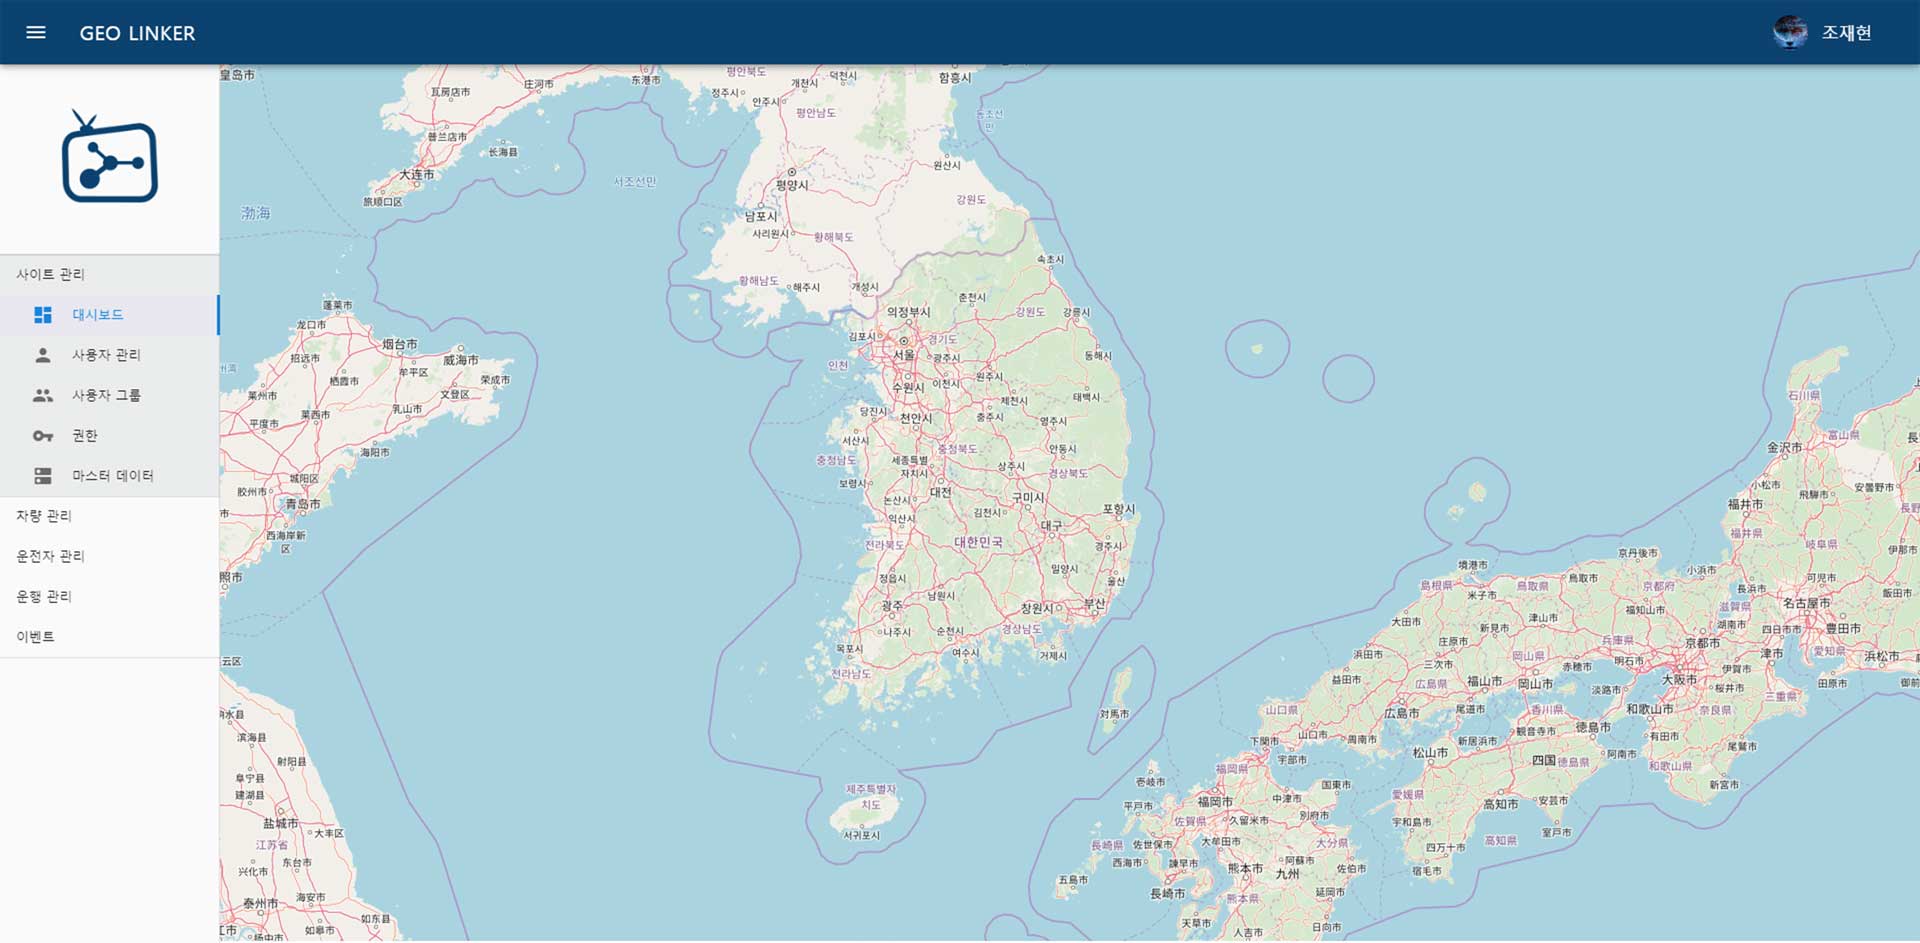 GEO LINKER
조재현
사이트 관리
대시보드
사용자 관리
사용자 그룹
권한
마스터 데이터
차량 관리
운전자 관리
운행 관리
이벤트
皇岛市
瓦房店市
庄河市
东港市
普兰店市
长海县
大连市
旅顺口区
渤海
서조선만
평안북도
정주시
안주시
개천시
덕천시
함흥시
평안남도
동조선
만
평양시
원산시
남포시
사리원시
황해북도
강원도
황해남도
해주시
개성시
속초시
춘천시
의정부시
강원도
강릉시
김포시
경기도
서울
광주시
동해시
인천
수원시
이천시
원주시
제천시
태백시
당진시
천안시
충주시
영주시
서산시
충청북도
안동시
충청남도
세종특별
자치시
상주시
경상북도
보령시
대전
구미시
논산시
김천시
포항시
익산시
대구
전라북도
대한민국
경주시
정읍시
밀양시
울산
광주
남원시
창원시
부산
나주시
순천시
경상남도
목포시
여수시
거제시
전라남도
제주특별자
치도
서귀포시
蓬莱市
龙口市
烟台市
威海市
招远市
牟平区
荣成市
栖霞市
文登区
莱州市
莱西市
乳山市
平度市
海阳市
城阳区
胶州市
青岛市
西海岸新
区
照市
云区
响水县
滨海县
射阳县
阜宁县
建湖县
盐城市
大丰区
江苏省
东台市
兴化市
海安市
泰州市
如东县
如皋市
扬中市
対馬市
石川県
金沢市
富山県
小松市
飛騨市
安曇野市
福井市
福井県
岐阜県
伊那市
京丹後市
小浜市
境港市
島根県
米子市
鳥取県
鳥取市
京都府
長浜市
可児市
飯田市
福知山市
滋賀県
名古屋市
大田市
津山市
湖南市
四日市市
豊田市
新見市
庄原市
兵庫県
京都市
浜田市
三次市
岡山県
赤穂市
明石市
伊賀市
津市
愛知県
浜松市
益田市
広島県
福山市
岡山市
淡路市
大阪市
桜井市
田原市
三重県
山口県
広島市
尾道市
香川県
和歌山市
奈良県
下関市
山口市
周南市
新居浜市
観音寺市
徳島市
有田市
尾鷲市
宇部市
松山市
四国
徳島県
阿南市
和歌山県
福岡県
壱岐市
国東市
新宮市
平戸市
福岡市
中津市
愛媛県
高知市
安芸市
佐賀県
久留米市
別府市
宇和島市
室戸市
長崎県
佐世保市
大牟田市
大分県
四万十市
高知県
西海市
諫早市
阿蘇市
熊本市
九州
佐伯市
宿毛市
五島市
長崎市
熊本県
延岡市
天草市
人吉市
日向市